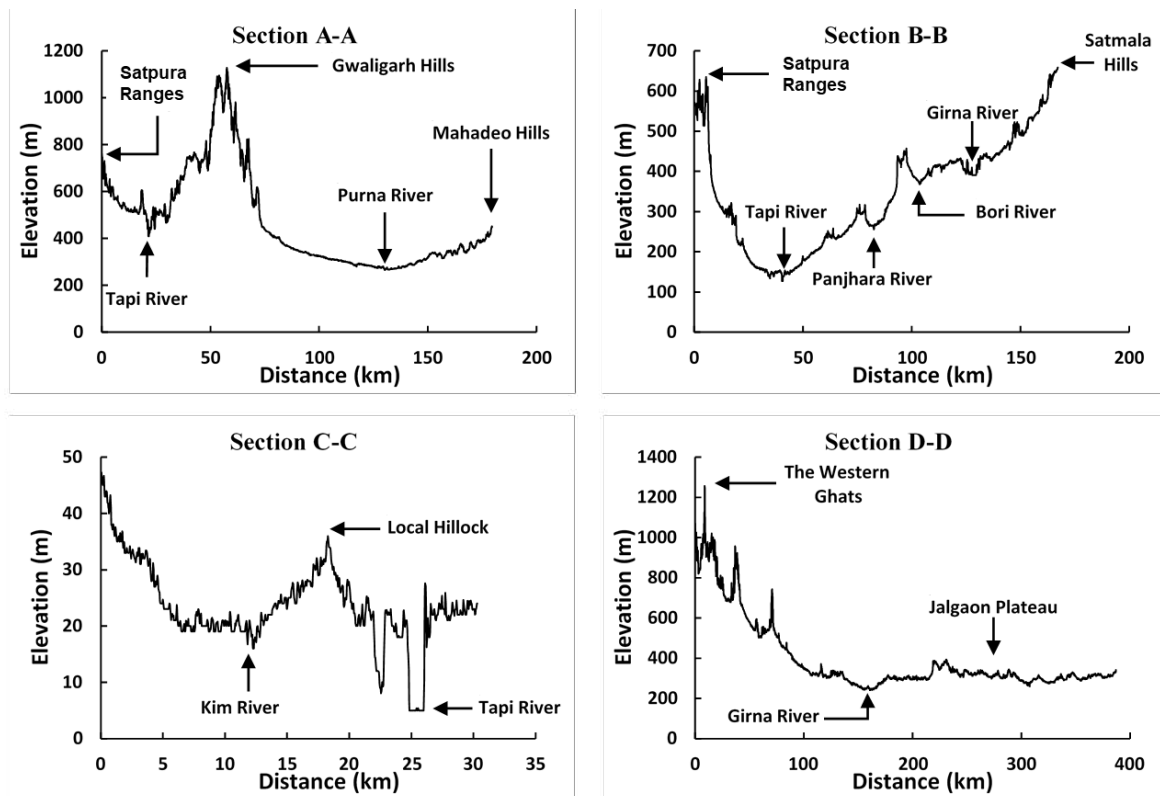 Section A-A
1200
1000
800
600
400
200
0
Elevation (m)
Satpura
Ranges
Gwaligarh Hills
Mahadeo Hills
Purna River
Tapi River
0 50 100 150 200
Distance (km)
Section B-B
700
600
500
400
300
200
100
0
Elevation (m)
Satpura
Ranges
Satmala
Hills
Girna River
Tapi River
Bori River
Panjhara River
0 50 100 150 200
Distance (km)
Section C-C
50
40
30
20
10
0
Elevation (m)
Local Hillock
Kim River
Tapi River
0 5 10 15 20 25 30 35
Distance (km)
Section D-D
1400
1200
1000
800
600
400
200
0
Elevation (m)
The Western
Ghats
Jalgaon Plateau
Girna River
0 100 200 300 400
Distance (km)